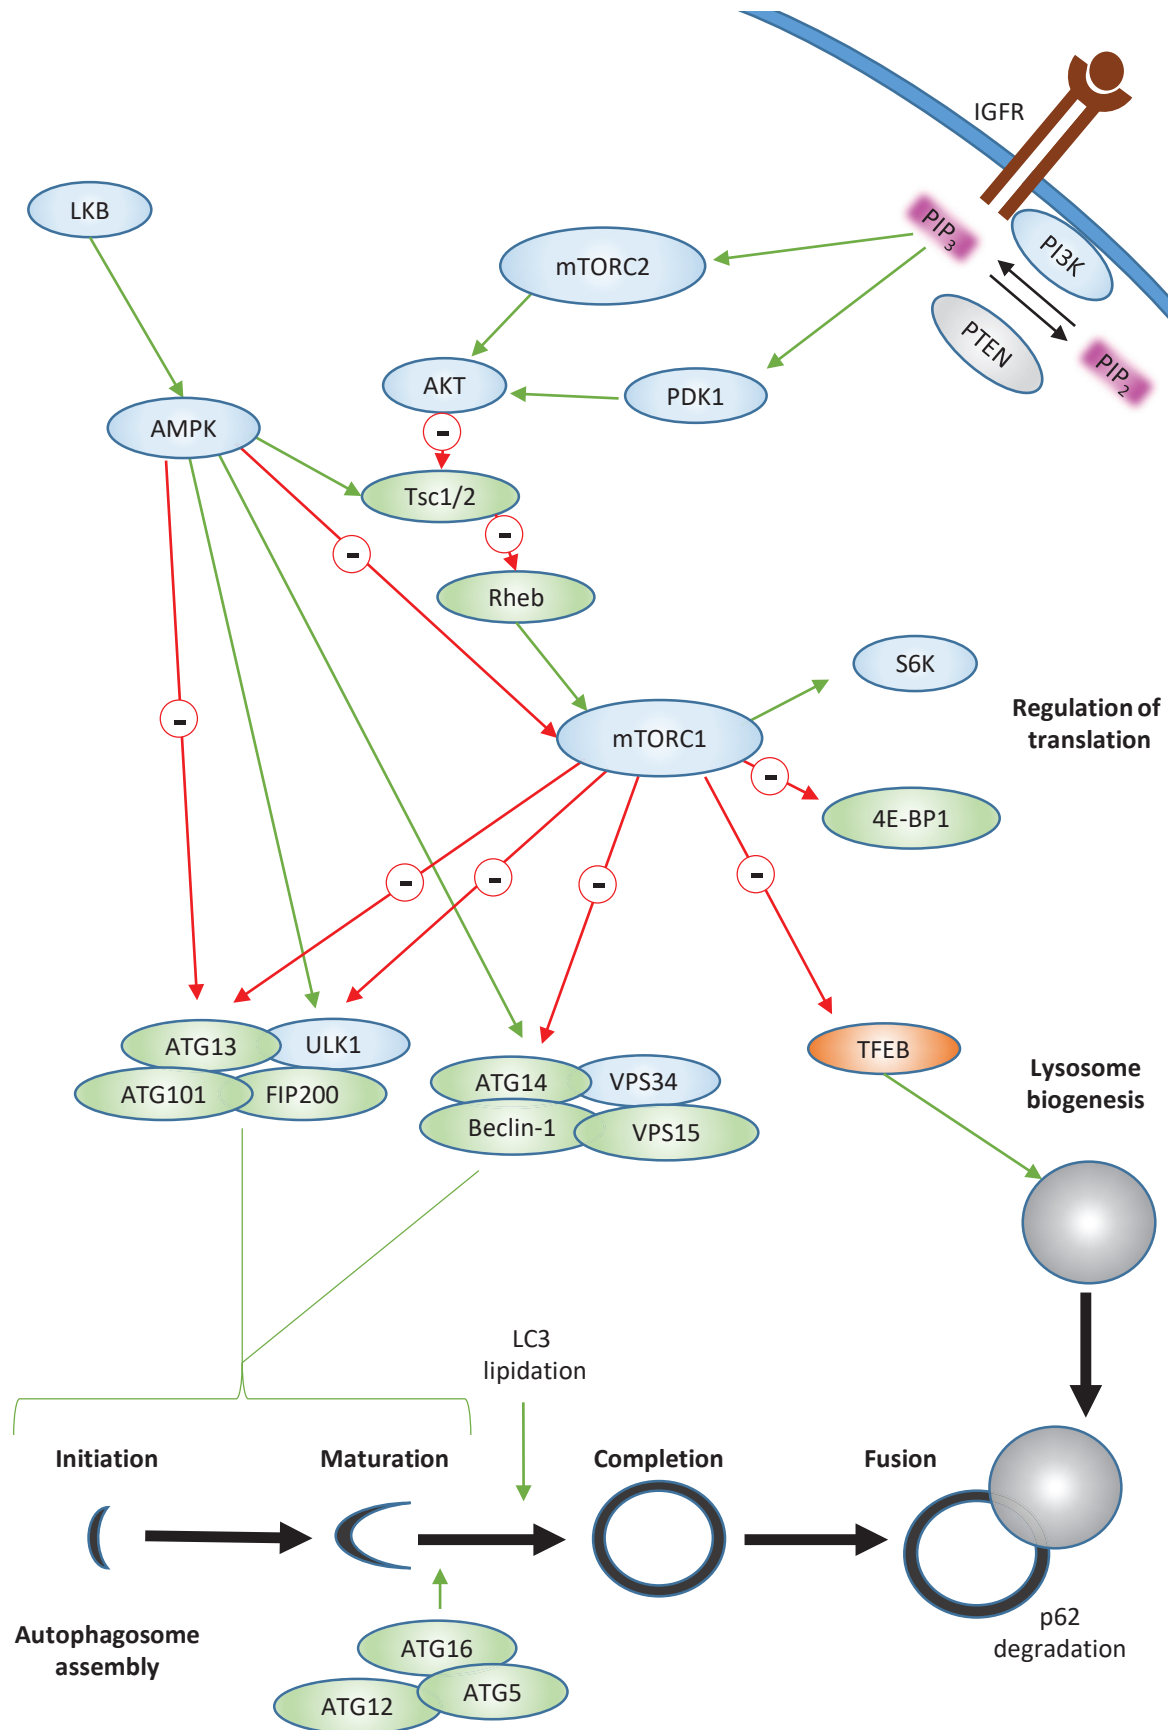 IGFR
LKB
PIP3
PI3K
mTORC2
PTEN
PIP2
AKT
PDK1
AMPK
-
Tsc1/2
-
-
Rheb
S6K
Regulation of
translation
-
mTORC1
-
4E-BP1
-
-
-
-
ATG13
ULK1
TFEB
ATG101
FIP200
ATG14
VPS34
Beclin-1
VPS15
Lysosome
biogenesis
LC3
lipidation
Initiation
Maturation
Completion
Fusion
Autophagosome
assembly
ATG16
ATG12
ATG5
p62
degradation